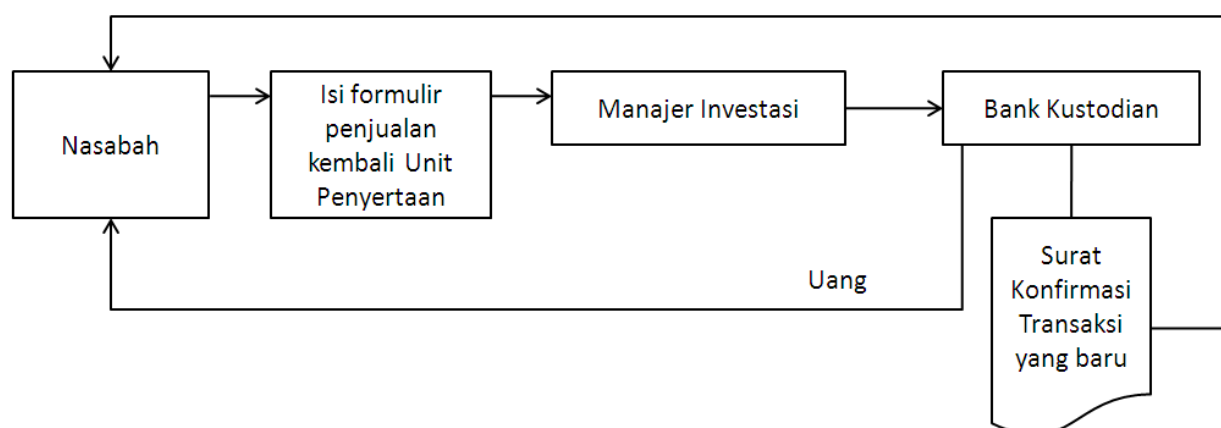 Nasabah
Isi formulir
penjualan
kembali Unit
Penyertaan
Manajer Investasi
Bank Kustodian
Uang
Surat
Konfirmasi
Transaksi
yang baru